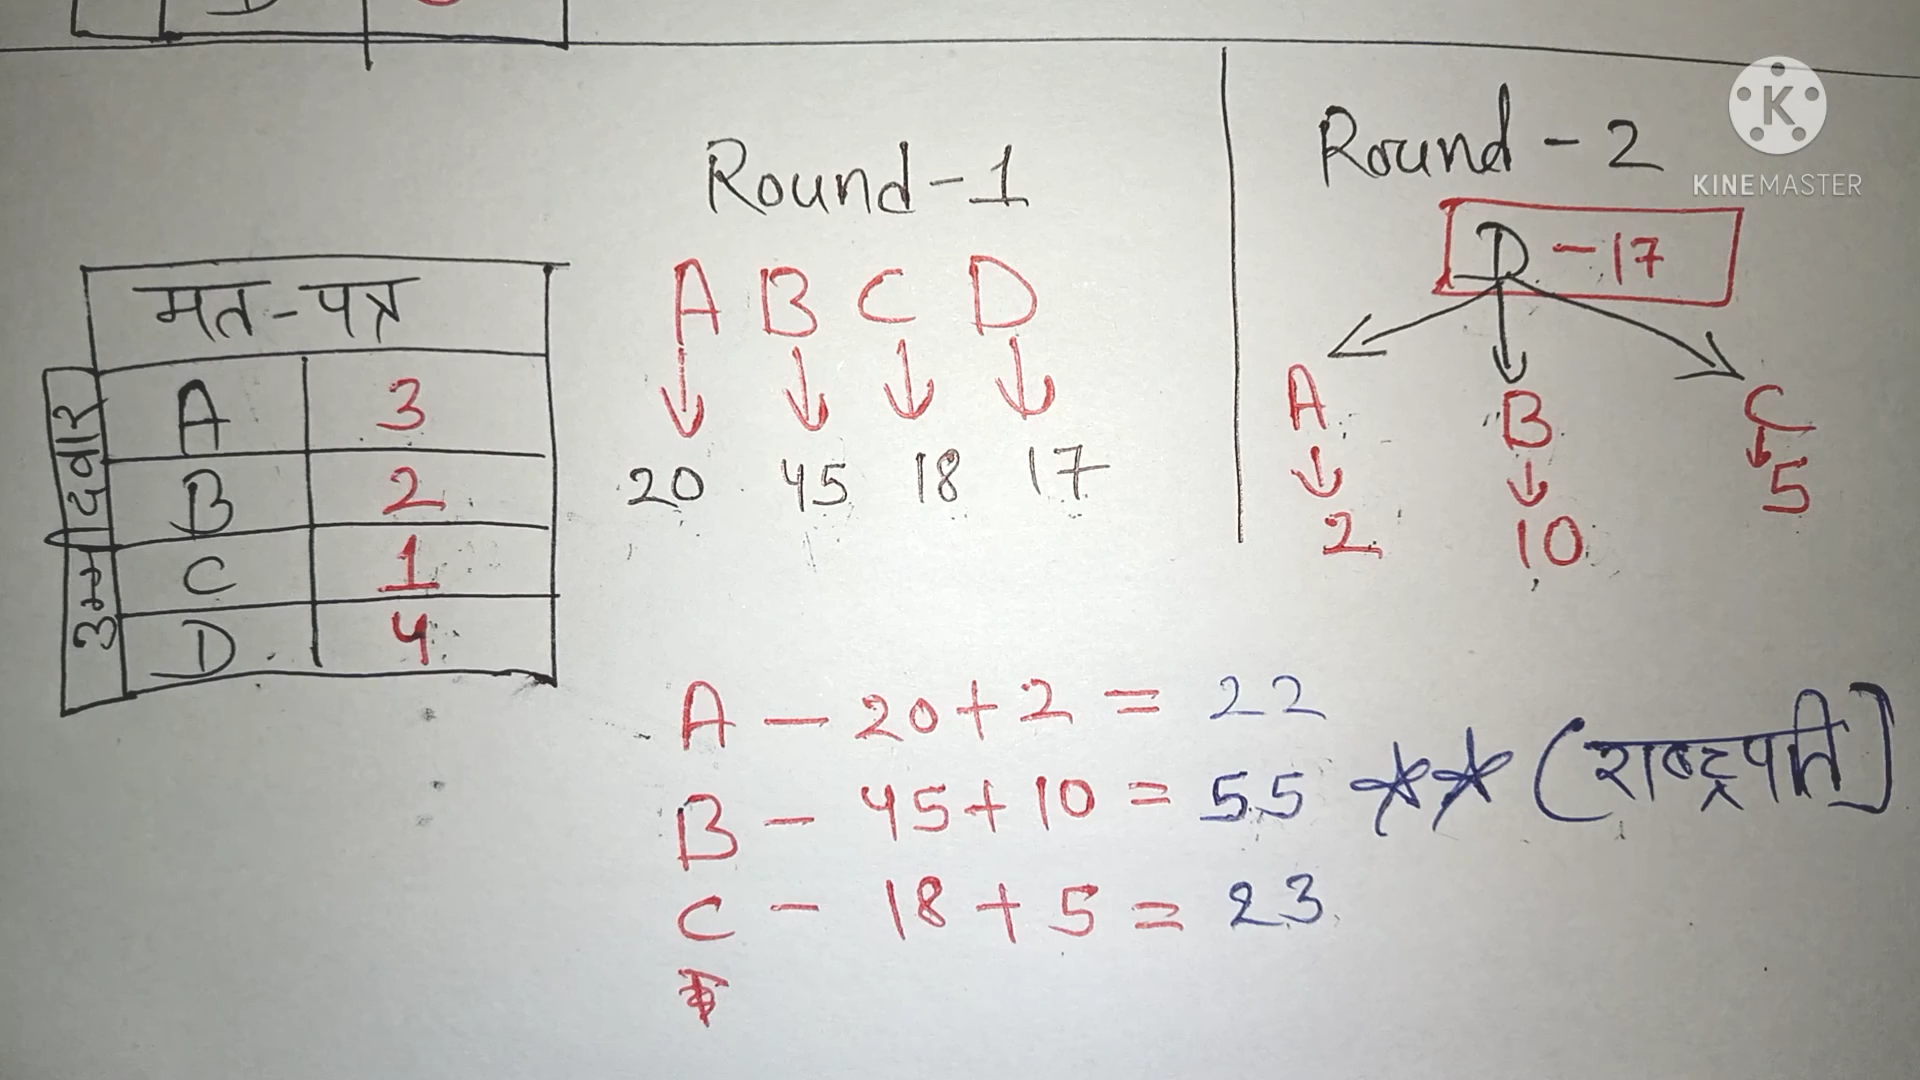 D
KINEMASTER
Round-1
Round - 2
D - 17
मत-पत्र
उम्मीदवार
A 3
B 2
C 1
D 4
A B C D
20 45 18 17
A B C
2 10 5
A - 20 + 2 = 22
B - 45 + 10 = 55 ** (राष्ट्रपति)
C - 18 + 5 = 23